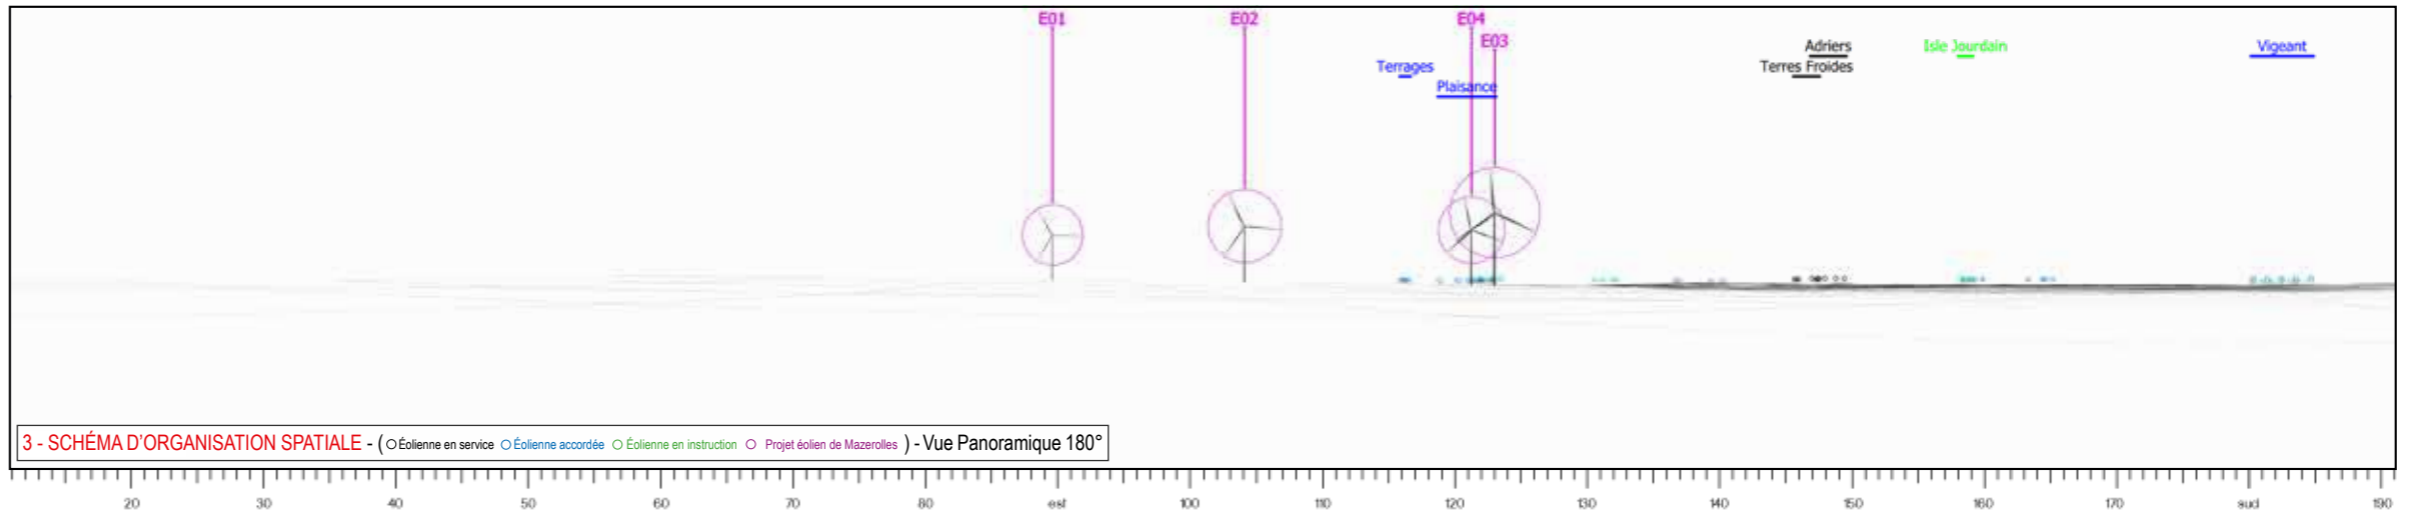 E01
E02
E04
E03
Adriers
Isle Jourdain
Vigeant
Terrages
Terres Froides
Plaisance
3 - SCHÉMA D'ORGANISATION SPATIALE - ( Éolienne en service Éolienne accordée Éolienne en instruction Projet éolien de Mazerolles ) - Vue Panoramique 180°
20 30 40 50 60 70 80 est 100 110 120 130 140 150 160 170 sud 190